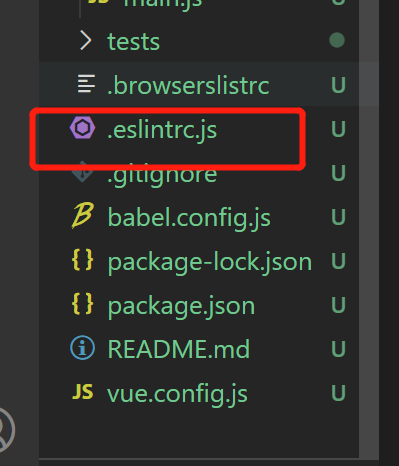 JS main.js
tests
.browserslistrc U
.eslintrc.js U
.gitignore U
B babel.config.js U
{ } package-lock.json U
{ } package.json U
README.md U
JS vue.config.js U